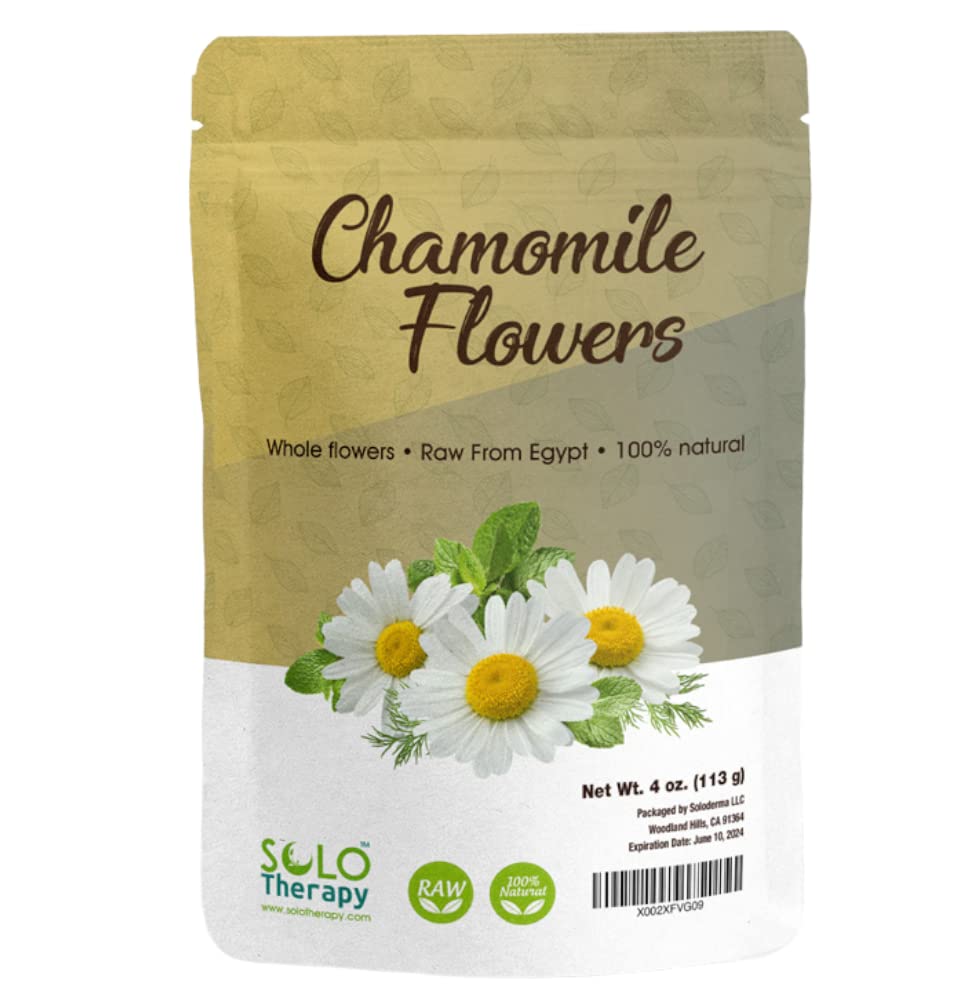 Chamomile
Flowers
Whole flowers • Raw From Egypt • 100% natural
Net Wt. 4 oz. (113 g)
Packaged by Soloderma LLC
Woodland Hills, CA 91364
Expiration Date: June 10, 2024
SOLO™
Therapy
www.solotherapy.com
RAW
100%
Natural
X002XFVG09